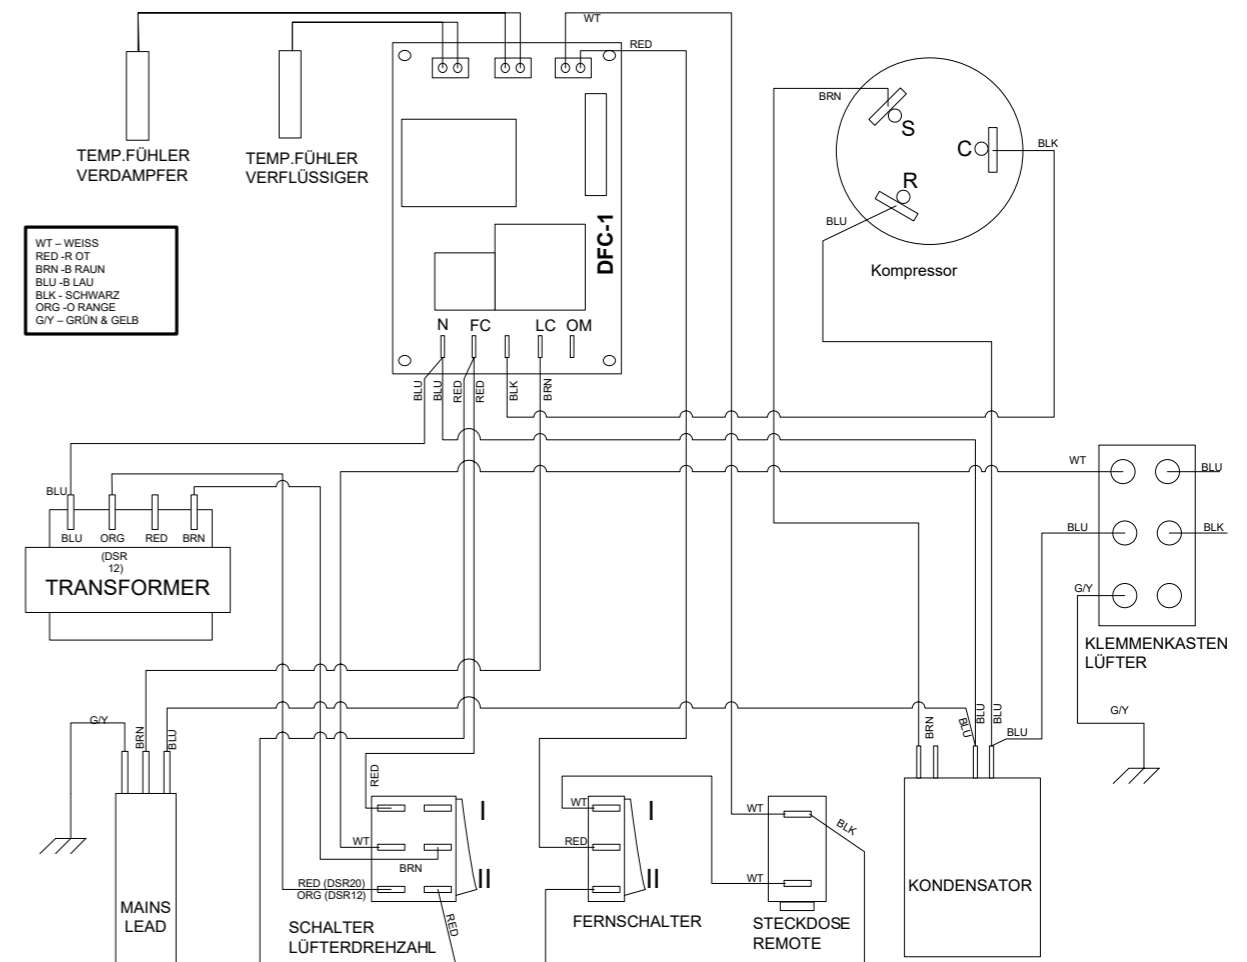 WT
RED
BRN
S
C
BLK
R
BLU
Kompressor
TEMP.FÜHLER
VERDAMPFER
TEMP.FÜHLER
VERFLÜSSIGER
WT – WEISS
RED -R OT
BRN -B RAUN
BLU -B LAU
BLK - SCHWARZ
ORG -O RANGE
G/Y – GRÜN & GELB
DFC-1
N FC LC OM
BLU
BLU
RED
RED
BLK
BRN
BLU
BLU ORG RED BRN
(DSR
12)
TRANSFORMER
WT
BLU
BLU
BLK
G/Y
KLEMMENKASTEN
LÜFTER
G/Y
G/Y
BRN
BLU
MAINS
LEAD
RED
I
WT
BRN
II
RED (DSR20)
ORG (DSR12)
RED
SCHALTER
LÜFTERDREHZAHL
WT
I
RED
II
FERNSCHALTER
WT
BLK
WT
STECKDOSE
REMOTE
BRN
BLU
BLU
BLU
BLU
KONDENSATOR